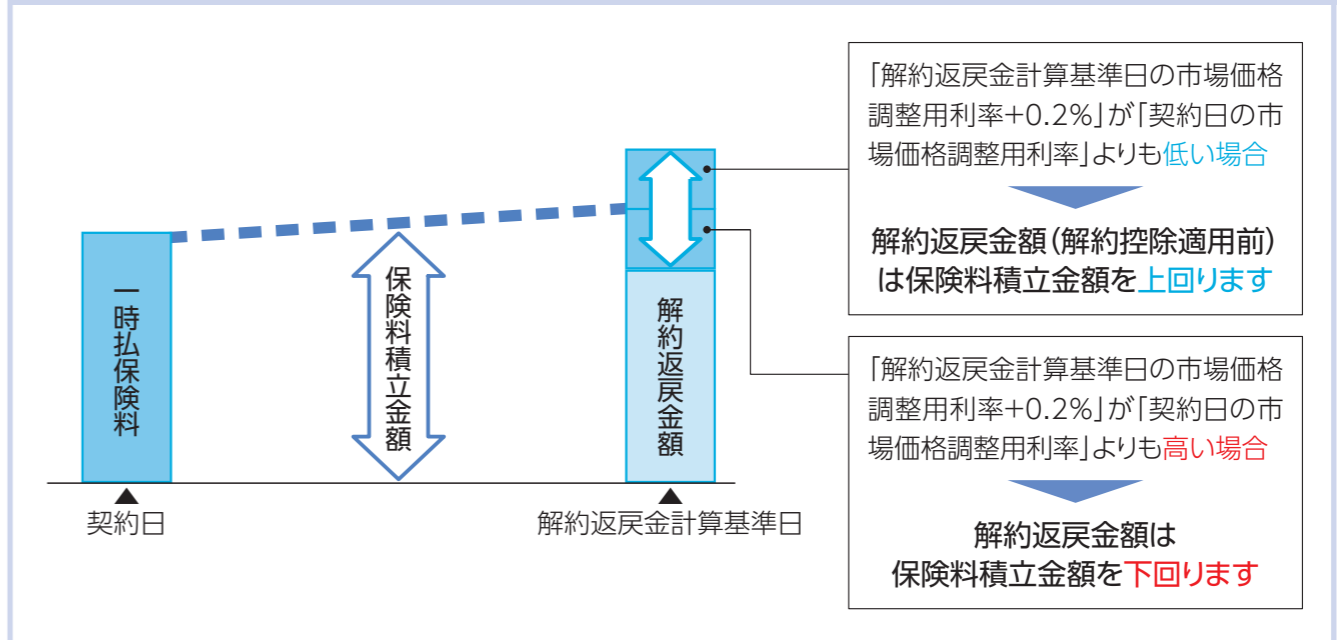 一時払保険料
契約日
保険料積立金額
解約返戻金額
解約返戻金計算基準日
「解約返戻金計算基準日の市場価格
調整用利率+0.2%」が「契約日の市
場価格調整用利率」よりも低い場合
解約返戻金額(解約控除適用前)
は保険料積立金額を上回ります
「解約返戻金計算基準日の市場価格
調整用利率+0.2%」が「契約日の市
場価格調整用利率」よりも高い場合
解約返戻金額は
保険料積立金額を下回ります